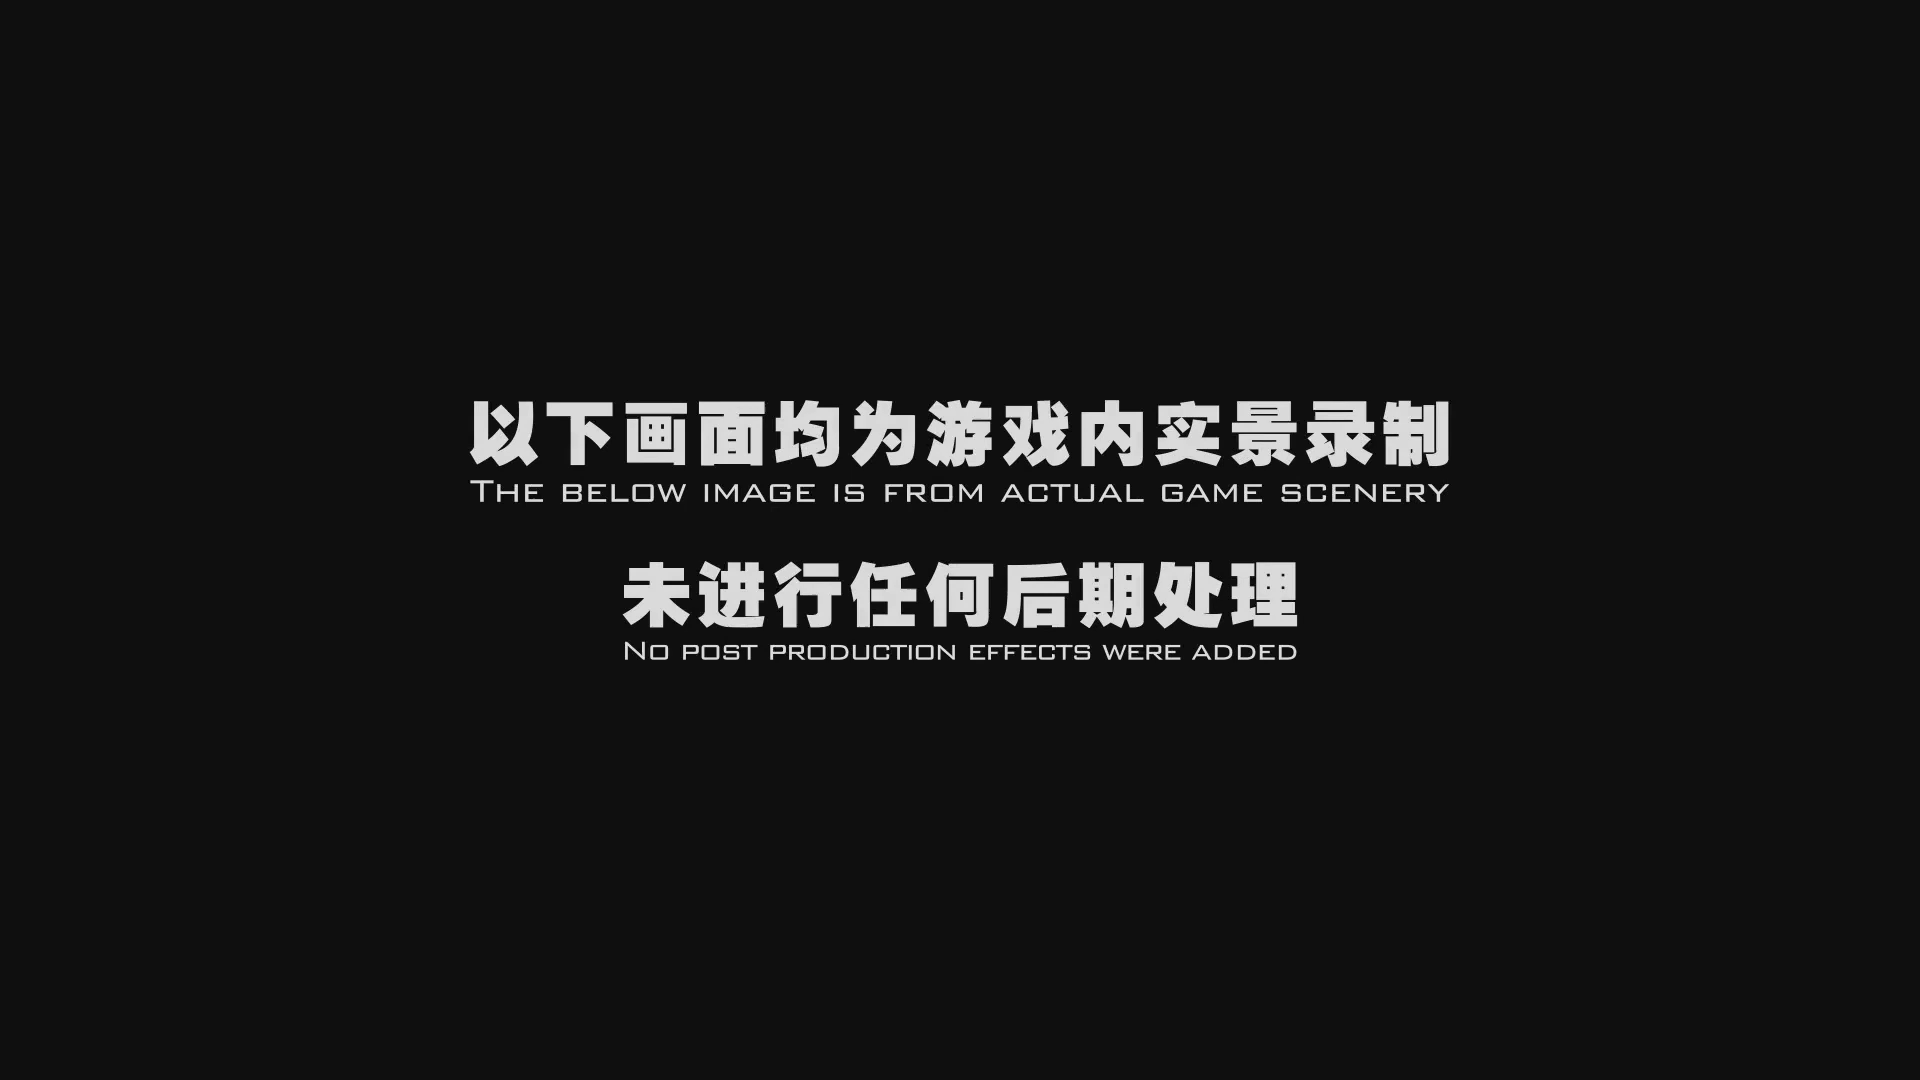 以下画面均为游戏内实景录制
THE BELOW IMAGE IS FROM ACTUAL GAME SCENERY
未进行任何后期处理
NO POST PRODUCTION EFFECTS WERE ADDED